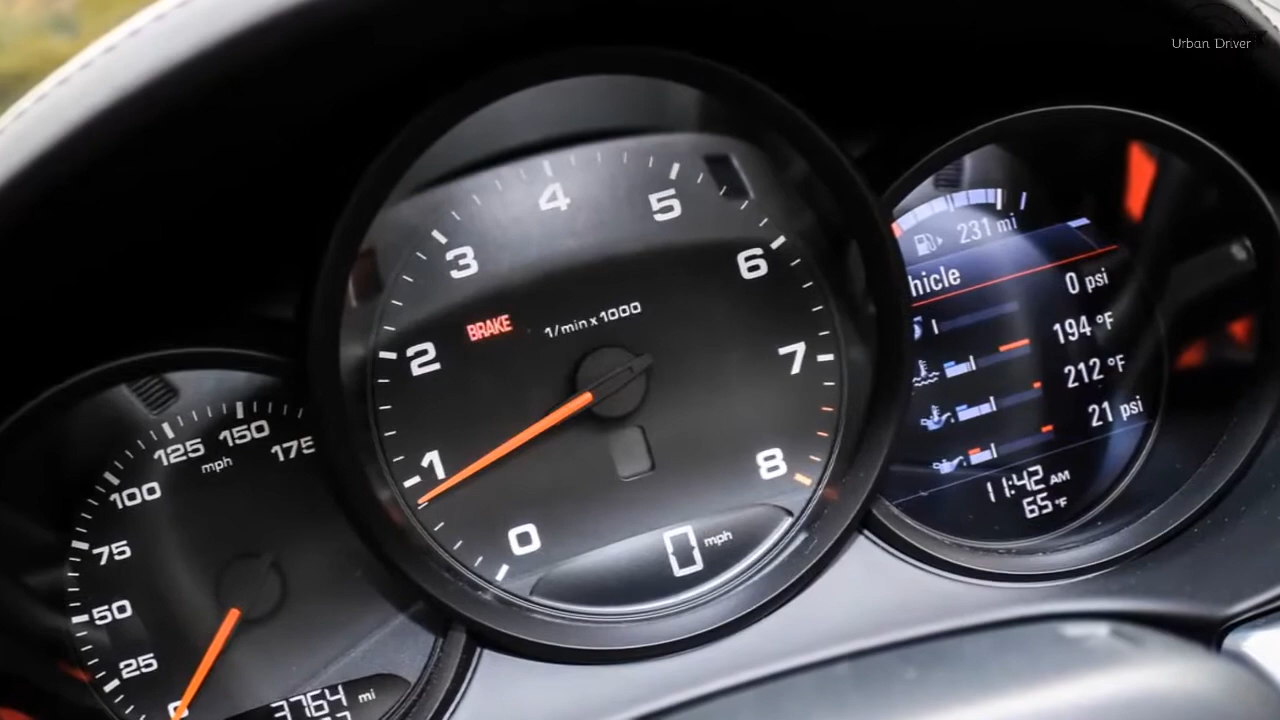 Urban Driver
4
5
3
6
BRAKE
1/min x 1000
2
7
1
8
0
0 mph
231 mi
hicle
0 psi
194 °F
212 °F
21 psi
11:42 AM
65 °F
150
125
175
mph
100
75
50
25
3764 mi